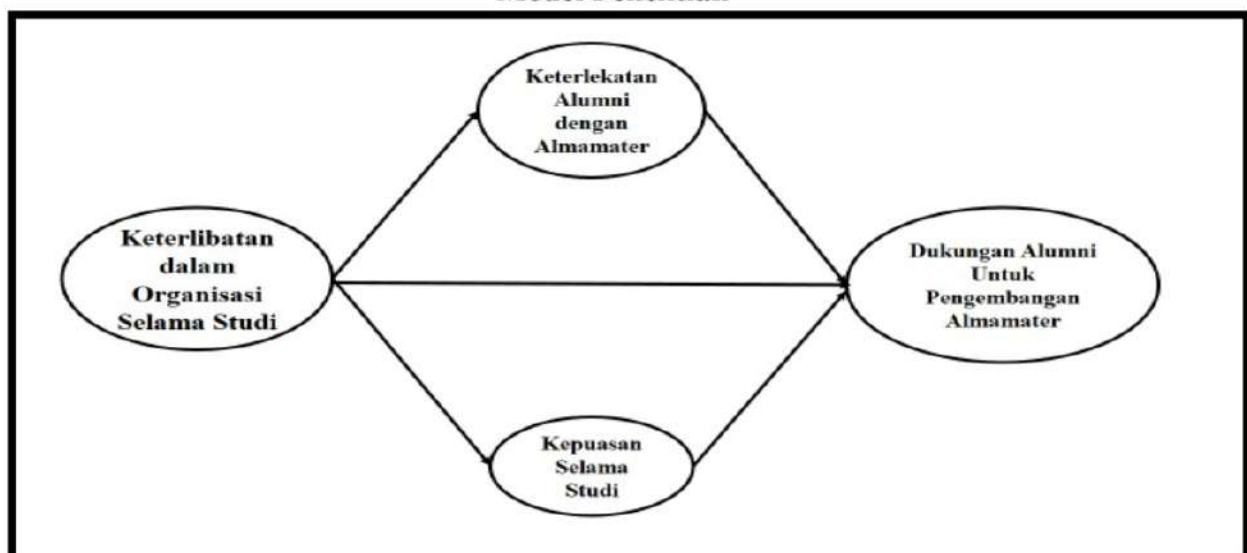 Keterlekatan
Alumni
dengan
Almamater
Keterlibatan
dalam
Organisasi
Selama Studi
Dukungan Alumni
Untuk
Pengembangan
Almamater
Kepuasan
Selama
Studi